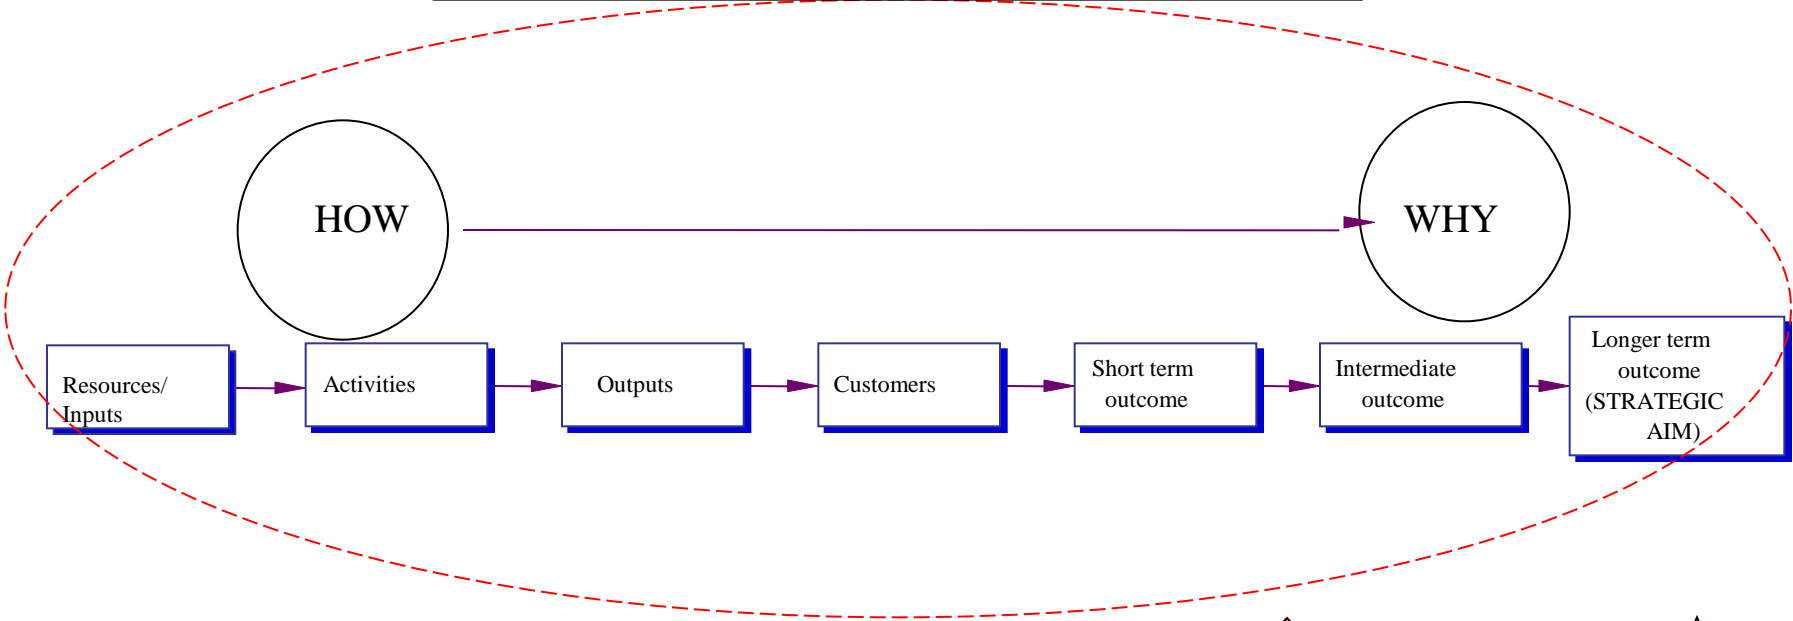 HOW
WHY
Resources/
Inputs
Activities
Outputs
Customers
Short term
outcome
Intermediate
outcome
Longer term
outcome
(STRATEGIC
AIM)